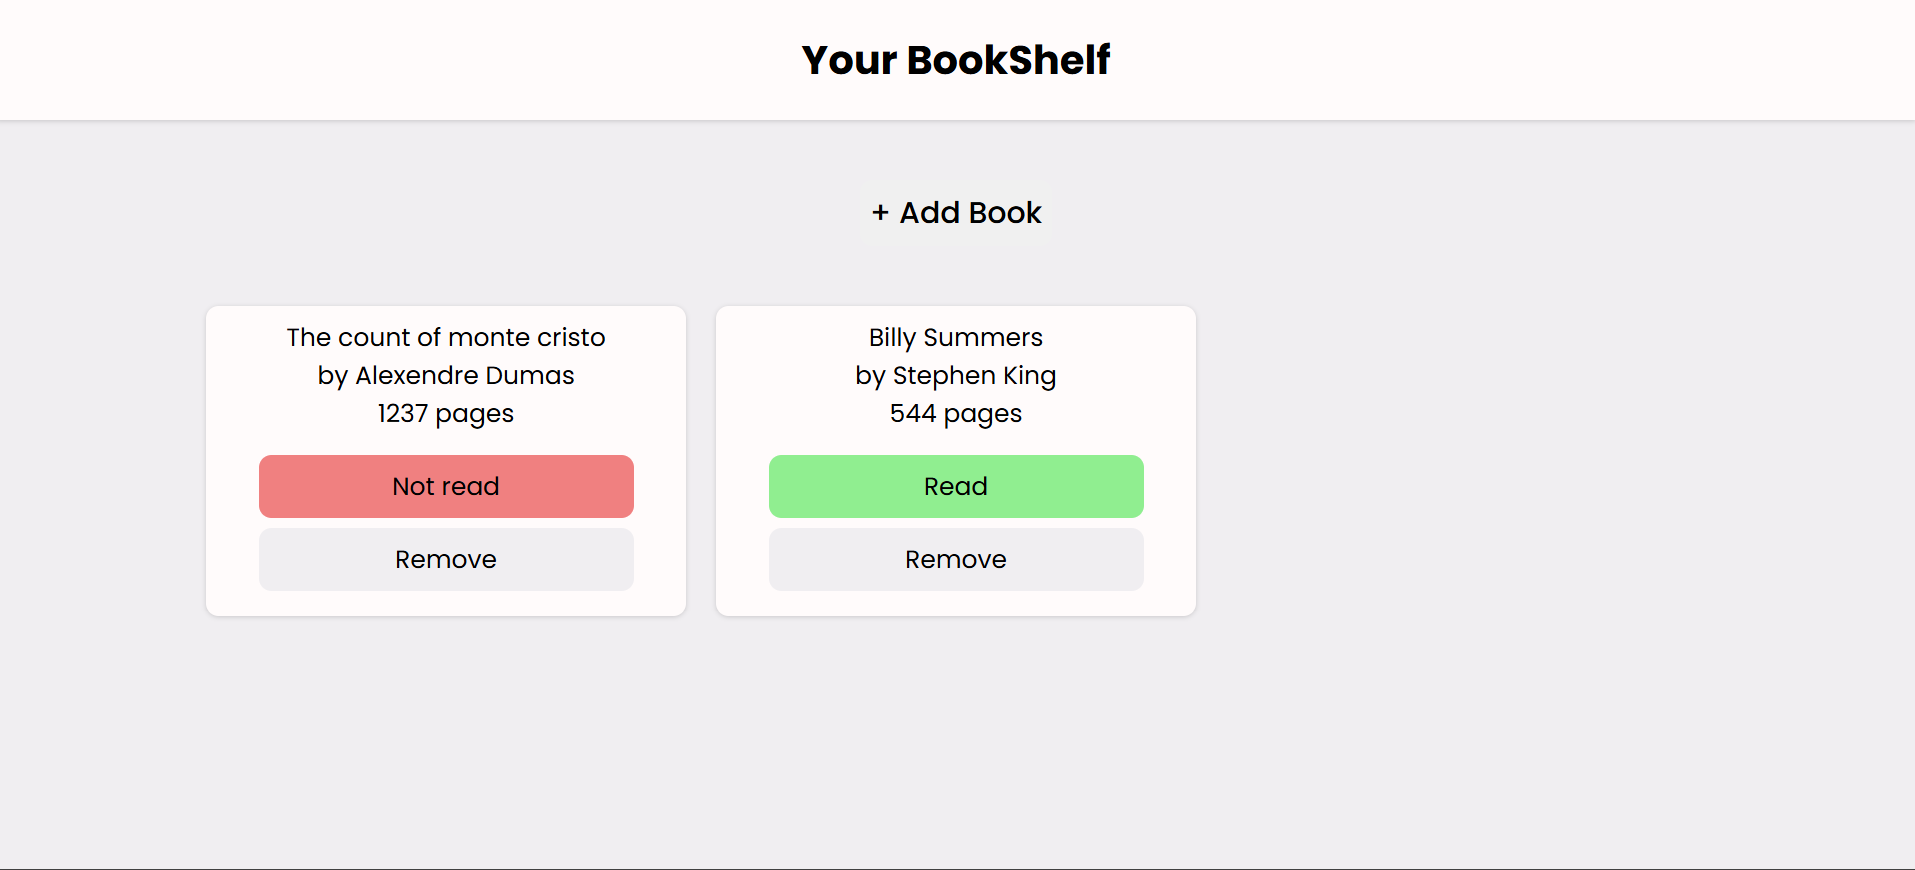 Your BookShelf
+ Add Book
The count of monte cristo
by Alexendre Dumas
1237 pages
Not read
Remove
Billy Summers
by Stephen King
544 pages
Read
Remove